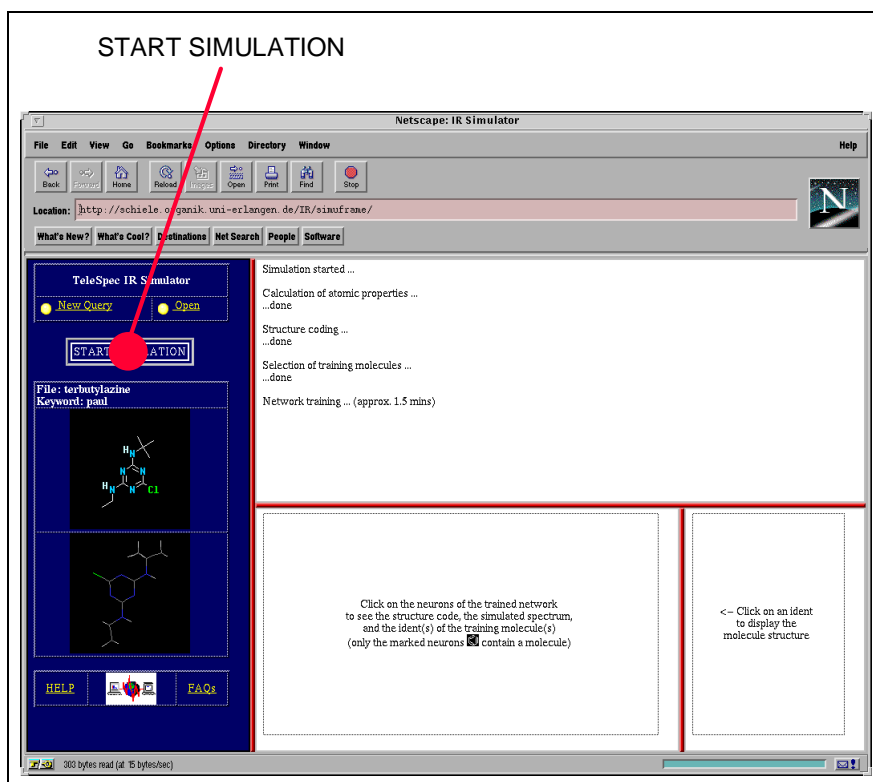 START SIMULATION
Netscape: IR Simulator
File Edit View Go Bookmarks Options Directory Window Help
Back Forward Home Reload Images Open Print Find Stop
Location: http://schiele.organik.uni-erlangen.de/IR/simuframe/
N
What's New? What's Cool? Destinations Net Search People Software
TeleSpec IR Simulator
New Query Open
START SIMULATION
File: terbutylazine
Keyword: paul
H
N
N N
H
N N Cl
HELP FAQs
Simulation started ...
Calculation of atomic properties ...
...done
Structure coding ...
...done
Selection of training molecules ...
...done
Network training ... (approx. 1.5 mins)
Click on the neurons of the trained network
to see the structure code, the simulated spectrum,
and the ident(s) of the training molecule(s)
(only the marked neurons contain a molecule)
<- Click on an ident
to display the
molecule structure
303 bytes read (at 15 bytes/sec)